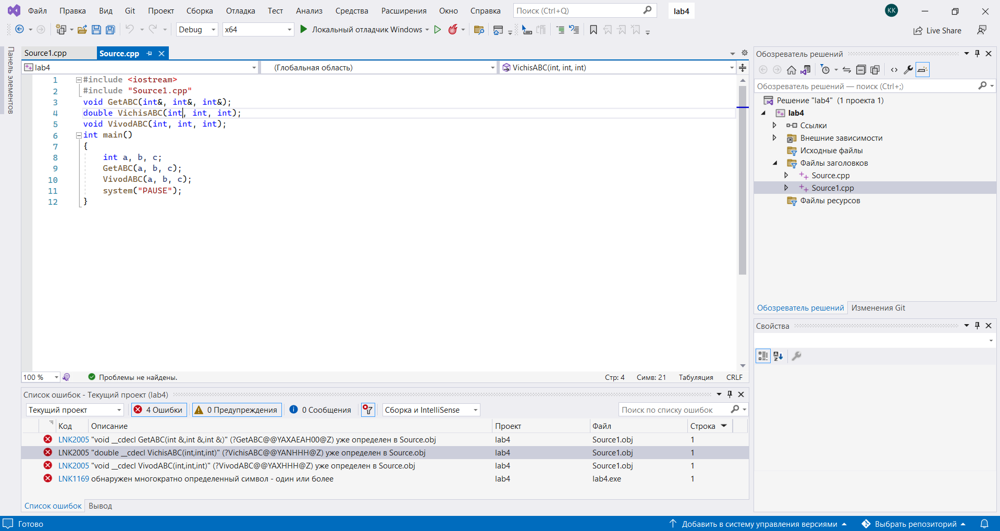 Файл Правка Вид Git Проект Сборка Отладка Тест Анализ Средства Расширения Окно Справка Поиск (Ctrl+Q) lab4 KK
Debug x64 Локальный отладчик Windows Live Share
Панель элементов
Source1.cpp Source.cpp
lab4 (Глобальная область) VichisABC(int, int, int)
1 #include <iostream>
2 #include "Source1.cpp"
3 void GetABC(int&, int&, int&);
4 double VichisABC(int, int, int);
5 void VivodABC(int, int, int);
6 int main()
7 {
8 int a, b, c;
9 GetABC(a, b, c);
10 VivodABC(a, b, c);
11 system("PAUSE");
12 }
100 % Проблемы не найдены. Стр: 4 Симв: 21 Табуляция CRLF
Список ошибок - Текущий проект (lab4)
Текущий проект 4 Ошибки 0 Предупреждения 0 Сообщения Сборка и IntelliSense Поиск по списку ошибок
Код Описание Проект Файл Строка
LNK2005 "void __cdecl GetABC(int &,int &,int &)" (?GetABC@@YAXAEAH00@Z) уже определен в Source.obj lab4 Source1.obj 1
LNK2005 "double __cdecl VichisABC(int,int,int)" (?VichisABC@@YANHHH@Z) уже определен в Source.obj lab4 Source1.obj 1
LNK2005 "void __cdecl VivodABC(int,int,int)" (?VivodABC@@YAXHHH@Z) уже определен в Source.obj lab4 Source1.obj 1
LNK1169 обнаружен многократно определенный символ - один или более lab4 lab4.exe 1
Список ошибок Вывод
Обозреватель решений
Обозреватель решений — поиск (Ctrl+;)
Решение "lab4" (1 проекта 1)
lab4
Ссылки
Внешние зависимости
Исходные файлы
Файлы заголовков
Source.cpp
Source1.cpp
Файлы ресурсов
Обозреватель решений Изменения Git
Свойства
Готово Добавить в систему управления версиями Выбрать репозиторий